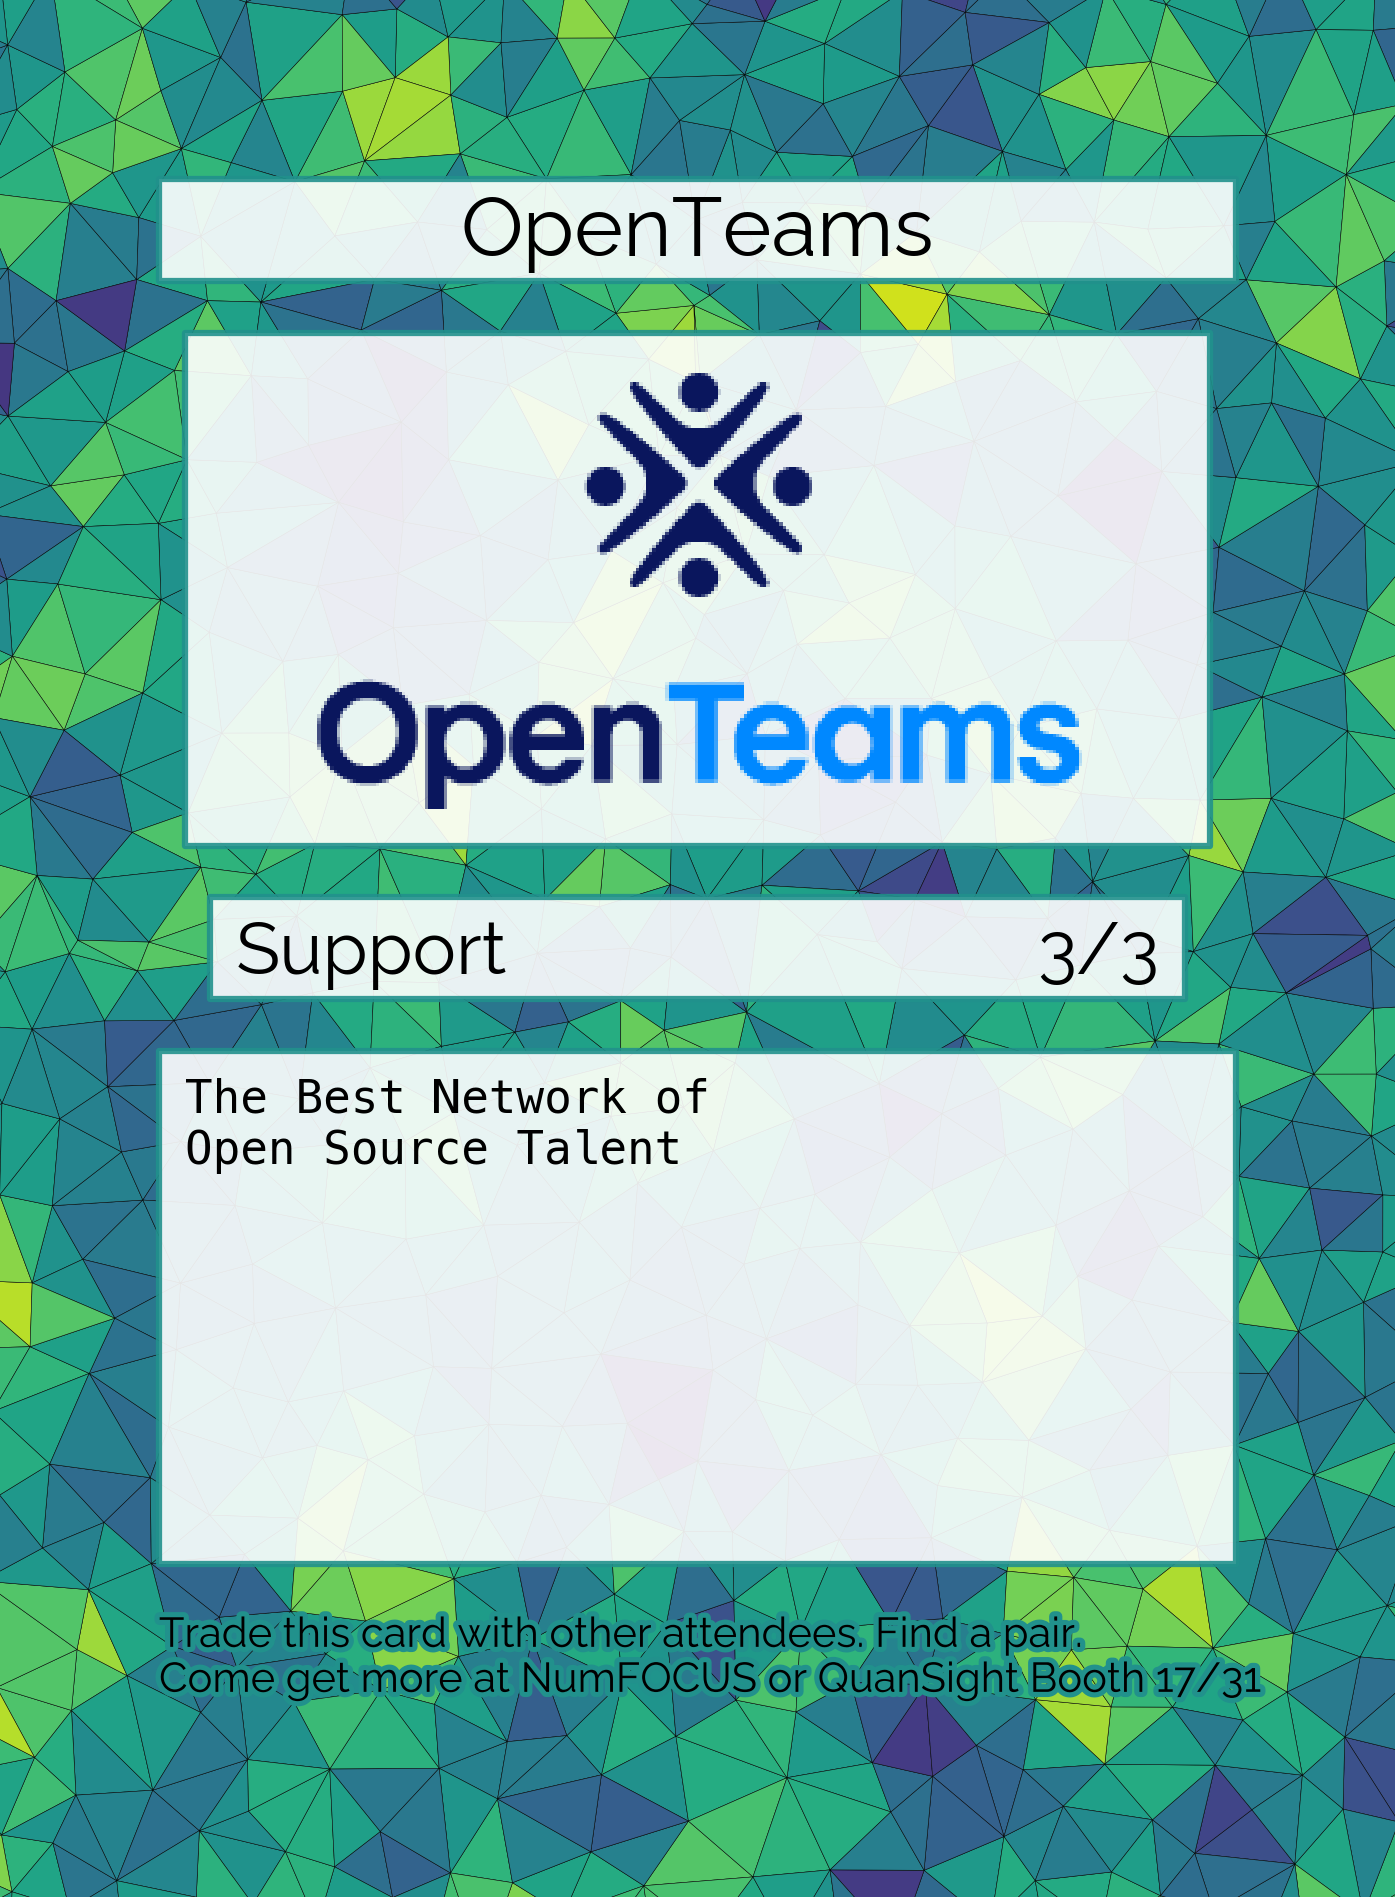 OpenTeams
OpenTeams
Support 3/3
The Best Network of
Open Source Talent
Trade this card with other attendees. Find a pair.
Come get more at NumFOCUS or QuanSight Booth 17/31